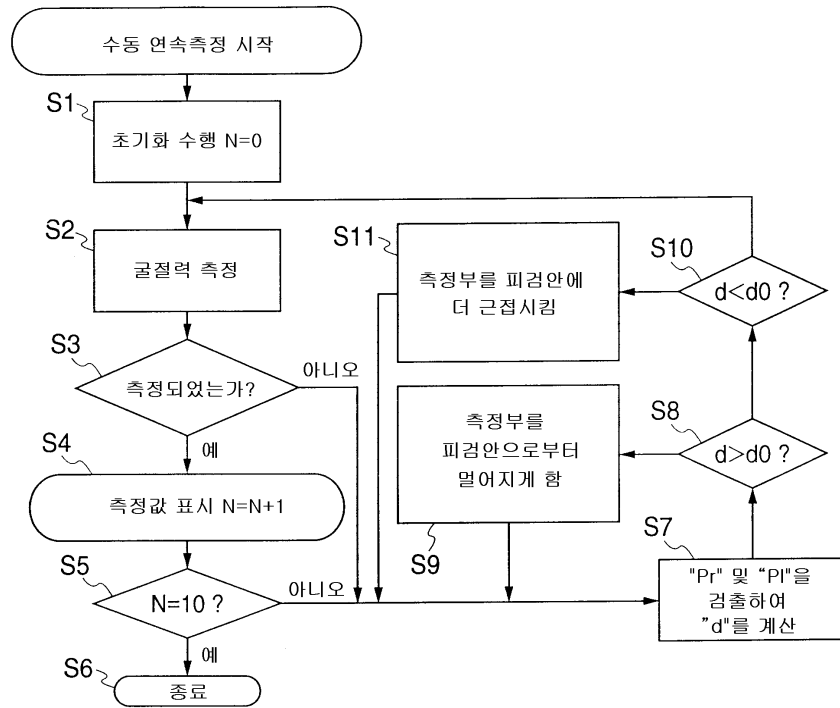 수동 연속측정 시작
S1
초기화 수행 N=0
S2
굴절력 측정
S11
측정부를 피검안에
더 근접시킴
S10
d<d0 ?
S3
측정되었는가?
아니오
예
S4
측정값 표시 N=N+1
측정부를
피검안으로부터
멀어지게 함
S9
S8
d>d0 ?
S7
"Pr" 및 “Pl"을
검출하여
”d"를 계산
S5
N=10 ?
아니오
예
S6
종료